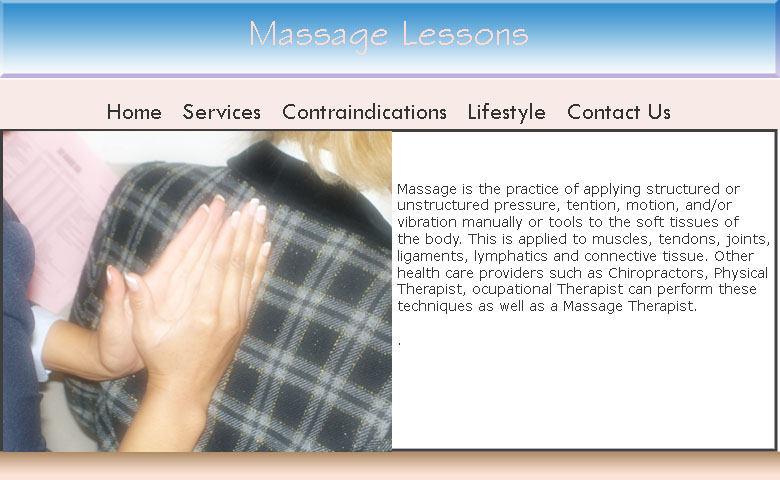 Massage Lessons
Home Services Contraindications Lifestyle Contact Us
Massage is the practice of applying structured or
unstructured pressure, tention, motion, and/or
vibration manually or tools to the soft tissues of
the body. This is applied to muscles, tendons, joints,
ligaments, lymphatics and connective tissue. Other
health care providers such as Chiropractors, Physical
Therapist, ocupational Therapist can perform these
techniques as well as a Massage Therapist.
.